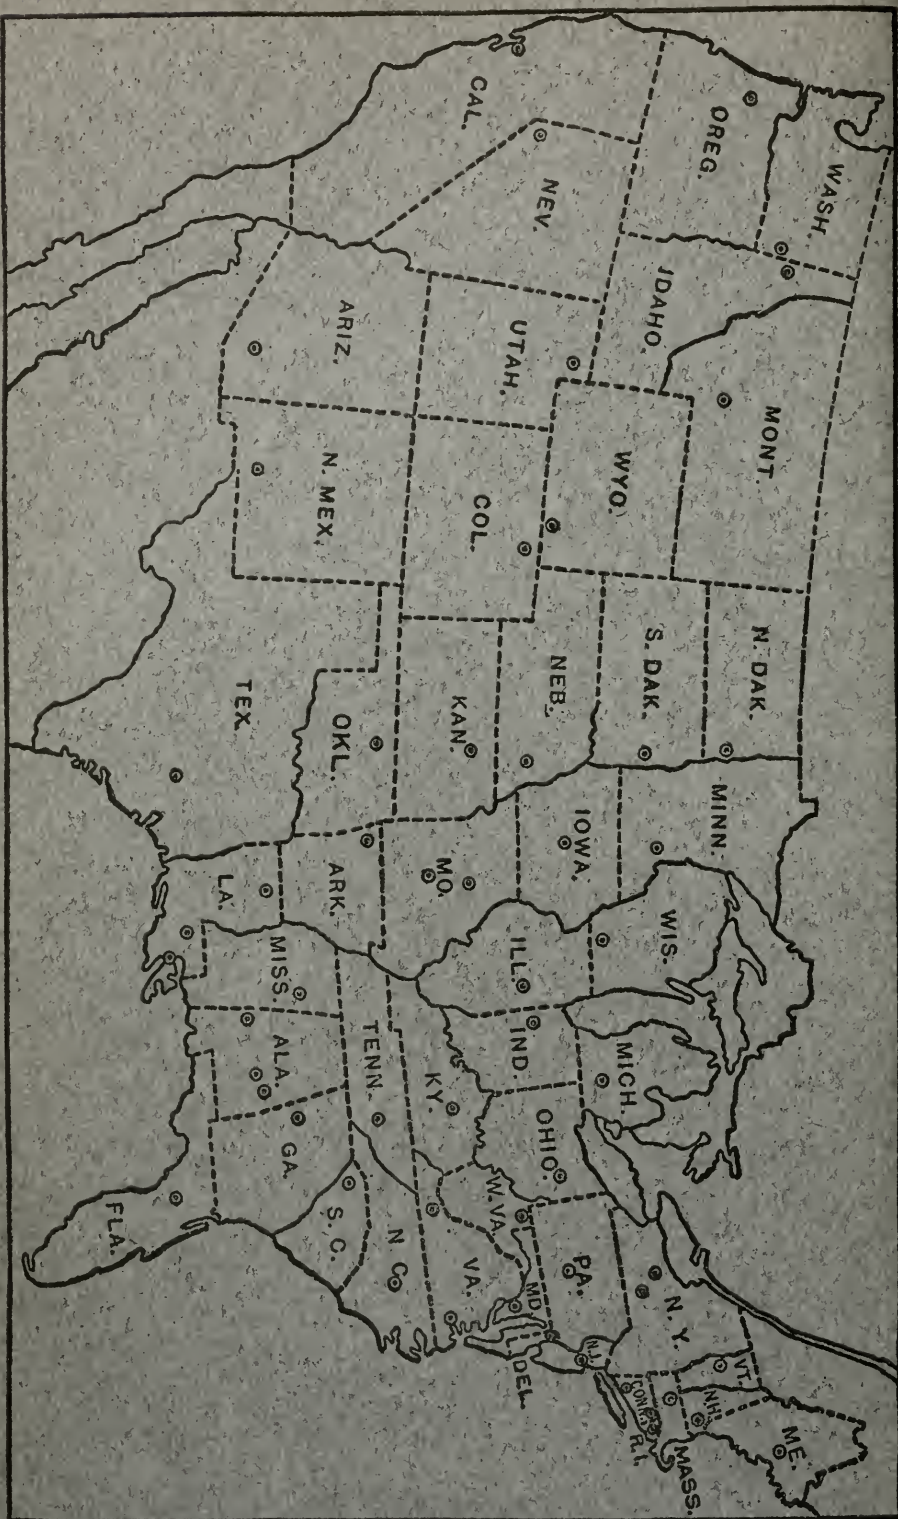 WASH.
OREG.
CAL.
NEV.
IDAHO.
MONT.
WYO.
UTAH.
COL.
ARIZ.
N. MEX.
N. DAK.
S. DAK.
NEB.
KAN.
OKL.
TEX.
MINN.
IOWA.
MO.
ARK.
LA.
WIS.
ILL.
MICH.
IND.
OHIO.
KY.
TENN.
MISS.
ALA.
GA.
FLA.
S. C.
N C.
VA.
W. VA.
MD.
DEL.
PA.
N.J.
N. Y.
CONN.
R.I.
MASS.
VT.
N.H.
ME.